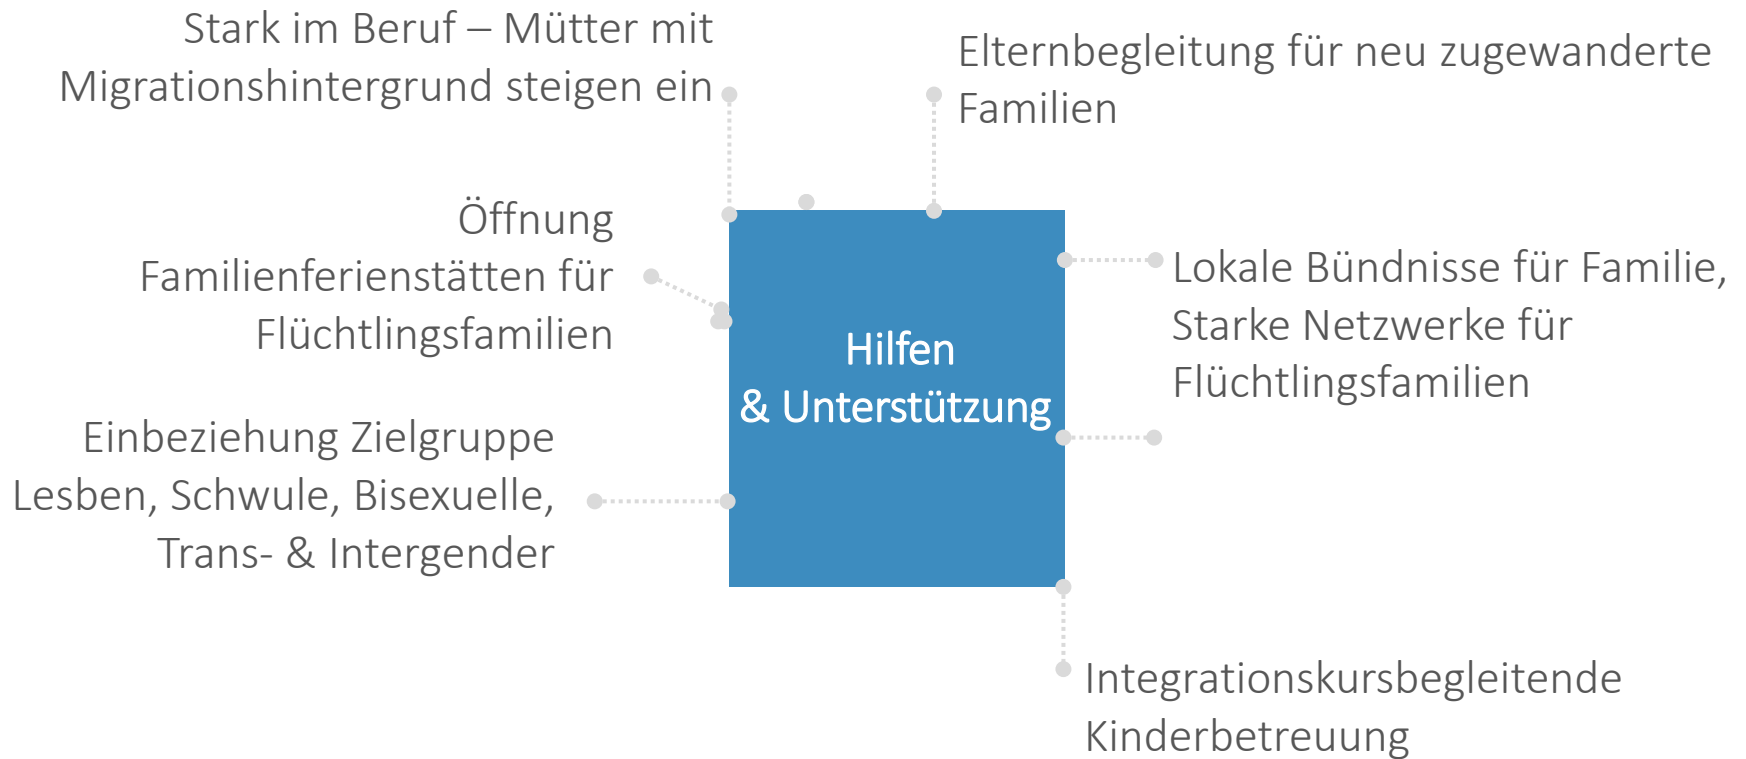 Stark im Beruf – Mütter mit
Migrationshintergrund steigen ein
Elternbegleitung für neu zugewanderte
Familien
Öffnung
Familienferienstätten für
Flüchtlingsfamilien
Lokale Bündnisse für Familie,
Starke Netzwerke für
Flüchtlingsfamilien
Hilfen
& Unterstützung
Einbeziehung Zielgruppe
Lesben, Schwule, Bisexuelle,
Trans- & Intergender
Integrationskursbegleitende
Kinderbetreuung